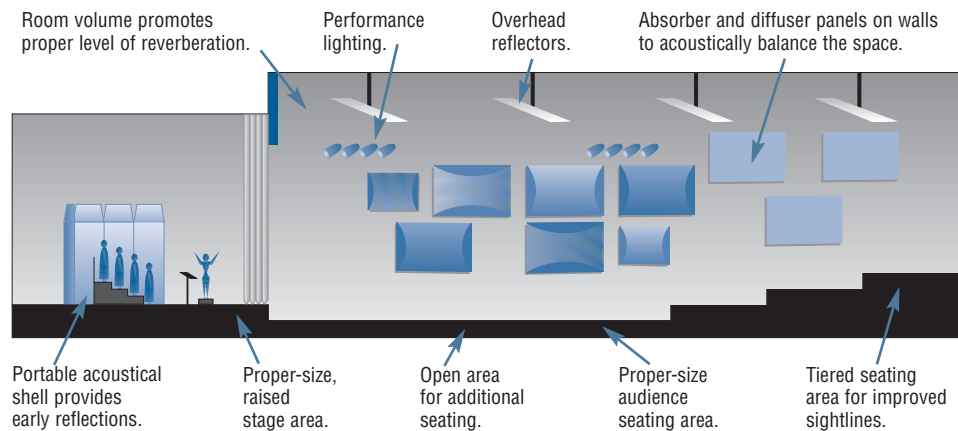 Room volume promotes
proper level of reverberation.
Performance
lighting.
Overhead
reflectors.
Absorber and diffuser panels on walls
to acoustically balance the space.
Portable acoustical
shell provides
early reflections.
Proper-size,
raised
stage area.
Open area
for additional
seating.
Proper-size
audience
seating area.
Tiered seating
area for improved
sightlines.